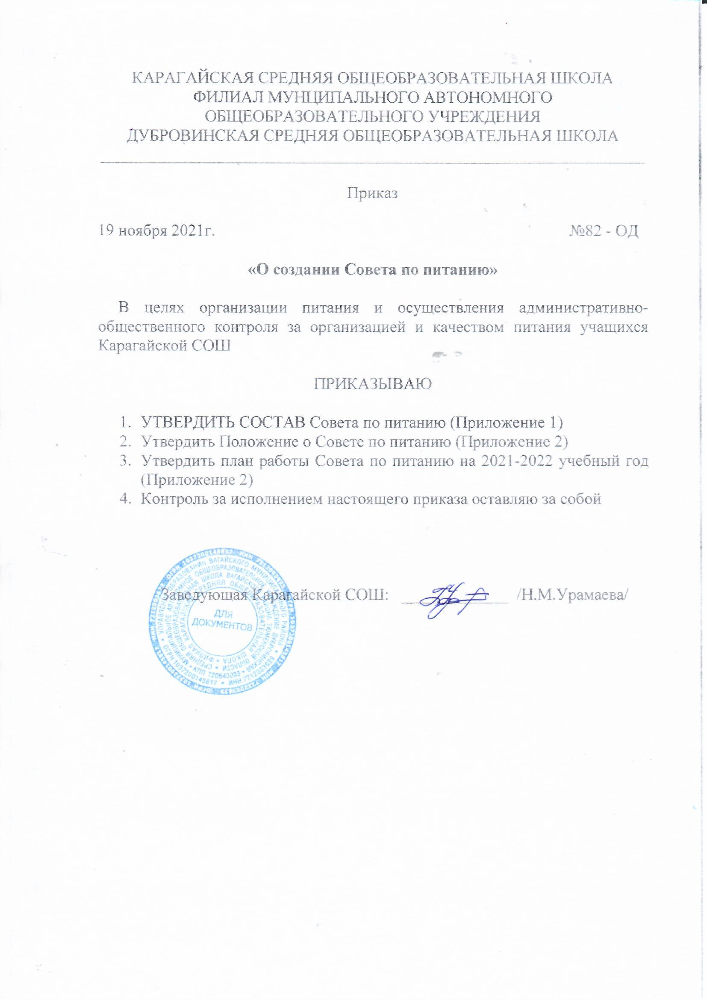 КАРАГАЙСКАЯ СРЕДНЯЯ ОБЩЕОБРАЗОВАТЕЛЬНАЯ ШКОЛА
ФИЛИАЛ МУНЦИПАЛЬНОГО АВТОНОМНОГО
ОБЩЕОБРАЗОВАТЕЛЬНОГО УЧРЕЖДЕНИЯ
ДУБРОВИНСКАЯ СРЕДНЯЯ ОБЩЕОБРАЗОВАТЕЛЬНАЯ ШКОЛА
Приказ
19 ноября 2021г. №82 - ОД
«О создании Совета по питанию»
В целях организации питания и осуществления административно-
общественного контроля за организацией и качеством питания учащихся
Карагайской СОШ
ПРИКАЗЫВАЮ
1. УТВЕРДИТЬ СОСТАВ Совета по питанию (Приложение 1)
2. Утвердить Положение о Совете по питанию (Приложение 2)
3. Утвердить план работы Совета по питанию на 2021-2022 учебный год
(Приложение 2)
4. Контроль за исполнением настоящего приказа оставляю за собой
Заведующая Карагайской СОШ: /Н.М.Урамаева/
ДЛЯ
ДОКУМЕНТОВ